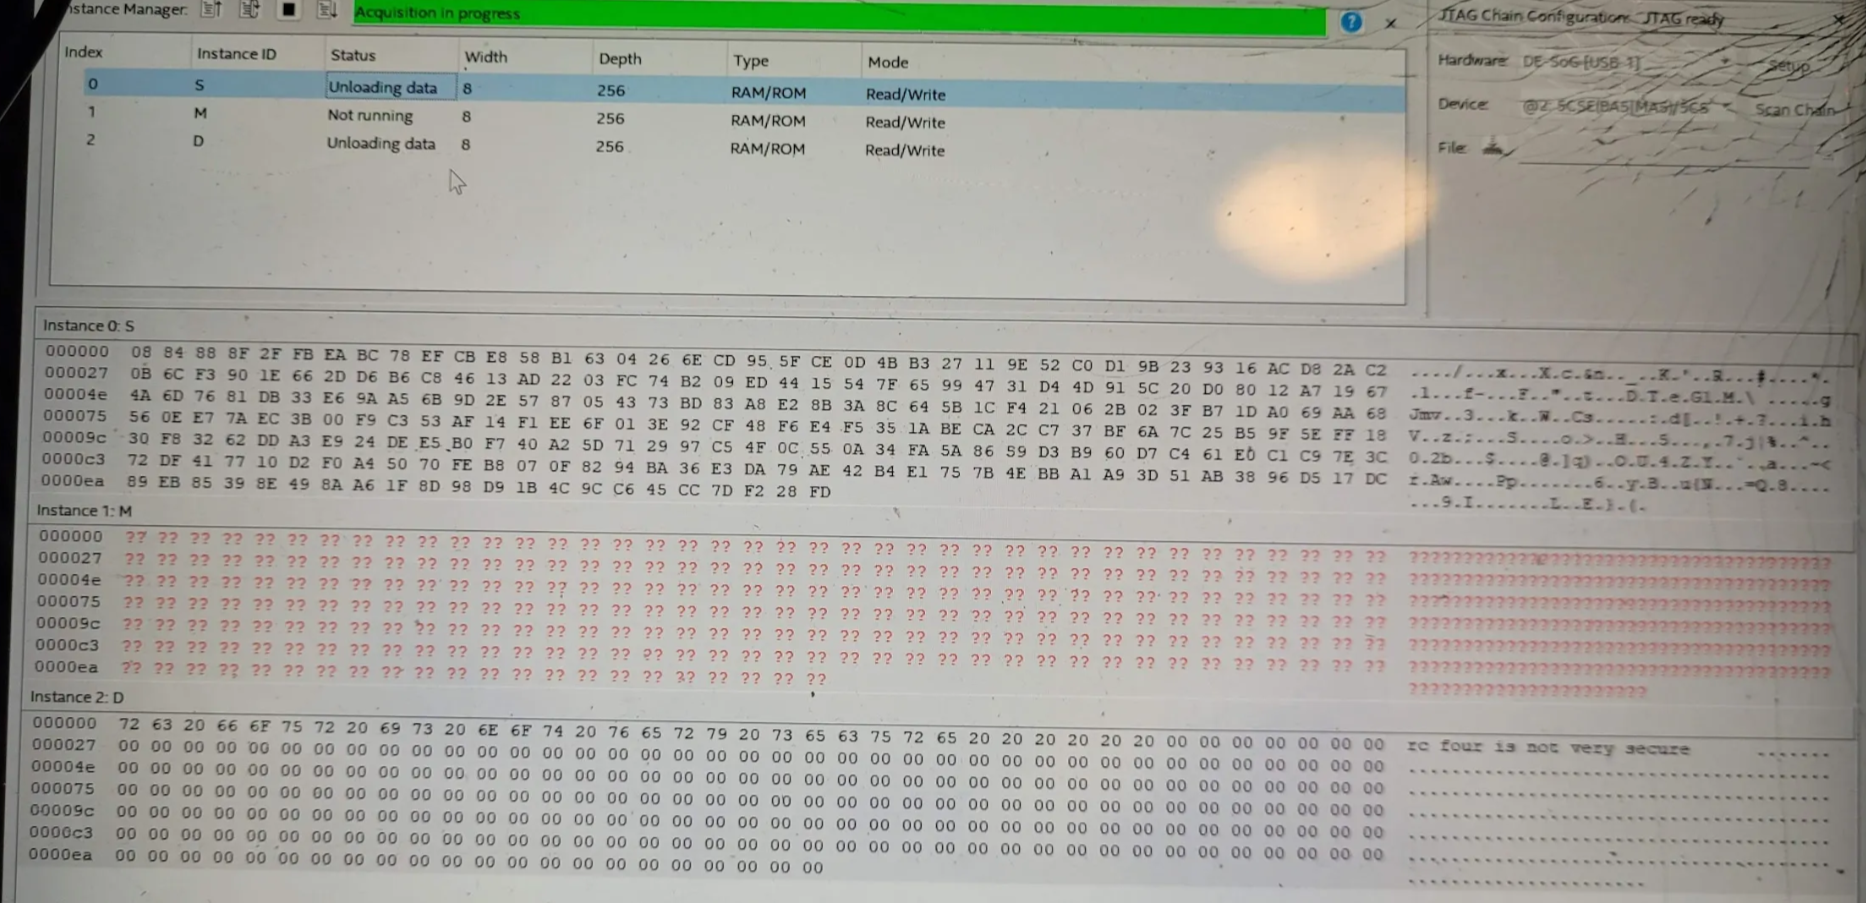 Instance Manager:
Acquisition in progress
?
x
JTAG Chain Configuration: JTAG ready
x
Index Instance ID Status Width Depth Type Mode
0 S Unloading data 8 256 RAM/ROM Read/Write
1 M Not running 8 256 RAM/ROM Read/Write
2 D Unloading data 8 256 RAM/ROM Read/Write
Hardware:
Setup...
Device:
Scan Chain
File:
Instance 0: S
000000 08 84 88 8F 2F FB EA BC 78 EF CB E8 58 B1 63 04 26 6E CD 95 5F CE 0D 4B B3 27 11 9E 52 C0 D1 9B 23 93 16 AC D8 2A C2
000027 0B 6C F3 90 1E 66 2D D6 B6 C8 46 13 AD 22 03 FC 74 B2 09 ED 44 15 54 7F 65 99 47 31 D4 4D 91 5C 20 D0 80 12 A7 19 67
00004e 4A 6D 76 81 DB 33 E6 9A A5 6B 9D 2E 57 87 05 43 73 BD 83 A8 E2 8B 3A 8C 64 5B 1C F4 21 06 2B 02 3F B7 1D A0 69 AA 68
000075 56 0E E7 7A EC 3B 00 F9 C3 53 AF 14 F1 EE 6F 01 3E 92 CF 48 F6 E4 F5 35 1A BE CA 2C C7 37 BF 6A 7C 25 B5 9F 5E FF 18
00009c 30 F8 32 62 DD A3 E9 24 DE E5 B0 F7 40 A2 5D 71 29 97 C5 4F 0C 55 0A 34 FA 5A 86 59 D3 B9 60 D7 C4 61 E0 C1 C9 7E 3C
0000c3 72 DF 41 77 10 D2 F0 A4 50 70 FE B8 07 0F 82 94 BA 36 E3 DA 79 AE 42 B4 E1 75 7B 4E BB A1 A9 3D 51 AB 38 96 D5 17 DC
0000ea 89 EB 85 39 8E 49 8A A6 1F 8D 98 D9 1B 4C 9C C6 45 CC 7D F2 28 FD
Instance 1: M
000000 ?? ?? ?? ?? ?? ?? ?? ?? ?? ?? ?? ?? ?? ?? ?? ?? ?? ?? ?? ?? ?? ?? ?? ?? ?? ?? ?? ?? ?? ?? ?? ?? ?? ?? ?? ?? ?? ?? ??
000027 ?? ?? ?? ?? ?? ?? ?? ?? ?? ?? ?? ?? ?? ?? ?? ?? ?? ?? ?? ?? ?? ?? ?? ?? ?? ?? ?? ?? ?? ?? ?? ?? ?? ?? ?? ?? ?? ?? ??
00004e ?? ?? ?? ?? ?? ?? ?? ?? ?? ?? ?? ?? ?? ?? ?? ?? ?? ?? ?? ?? ?? ?? ?? ?? ?? ?? ?? ?? ?? ?? ?? ?? ?? ?? ?? ?? ?? ?? ??
000075 ?? ?? ?? ?? ?? ?? ?? ?? ?? ?? ?? ?? ?? ?? ?? ?? ?? ?? ?? ?? ?? ?? ?? ?? ?? ?? ?? ?? ?? ?? ?? ?? ?? ?? ?? ?? ?? ?? ??
00009c ?? ?? ?? ?? ?? ?? ?? ?? ?? ?? ?? ?? ?? ?? ?? ?? ?? ?? ?? ?? ?? ?? ?? ?? ?? ?? ?? ?? ?? ?? ?? ?? ?? ?? ?? ?? ?? ?? ??
0000c3 ?? ?? ?? ?? ?? ?? ?? ?? ?? ?? ?? ?? ?? ?? ?? ?? ?? ?? ?? ?? ?? ?? ?? ?? ?? ?? ?? ?? ?? ?? ?? ?? ?? ?? ?? ?? ?? ?? ??
0000ea ?? ?? ?? ?? ?? ?? ?? ?? ?? ?? ?? ?? ?? ?? ?? ?? ?? ?? ?? ?? ?? ??
Instance 2: D
000000 72 63 20 66 6F 75 72 20 69 73 20 6E 6F 74 20 76 65 72 79 20 73 65 63 75 72 65 20 20 20 20 20 20 00 00 00 00 00 00 00 rc four is not very secure .......
000027 00 00 00 00 00 00 00 00 00 00 00 00 00 00 00 00 00 00 00 00 00 00 00 00 00 00 00 00 00 00 00 00 00 00 00 00 00 00 00
00004e 00 00 00 00 00 00 00 00 00 00 00 00 00 00 00 00 00 00 00 00 00 00 00 00 00 00 00 00 00 00 00 00 00 00 00 00 00 00 00
000075 00 00 00 00 00 00 00 00 00 00 00 00 00 00 00 00 00 00 00 00 00 00 00 00 00 00 00 00 00 00 00 00 00 00 00 00 00 00 00
00009c 00 00 00 00 00 00 00 00 00 00 00 00 00 00 00 00 00 00 00 00 00 00 00 00 00 00 00 00 00 00 00 00 00 00 00 00 00 00 00
0000c3 00 00 00 00 00 00 00 00 00 00 00 00 00 00 00 00 00 00 00 00 00 00 00 00 00 00 00 00 00 00 00 00 00 00 00 00 00 00 00
0000ea 00 00 00 00 00 00 00 00 00 00 00 00 00 00 00 00 00 00 00 00 00 00